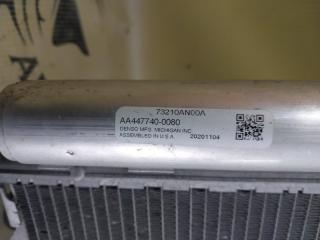 73210AN00A
AA447740-0080
DENSO MFG. MICHIGAN INC.
ASSEMBLED IN U.S.A. 20201104